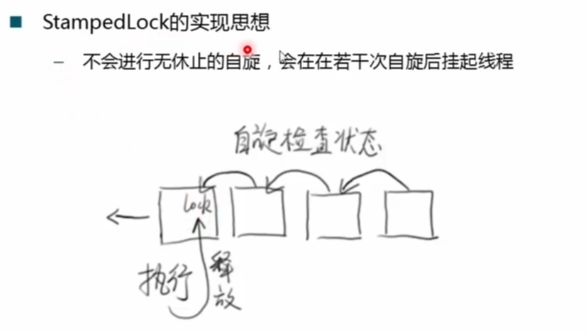 StampedLock的实现思想
不会进行无休止的自旋，会在在若干次自旋后挂起线程
自旋检查状态
lock
执行
释放